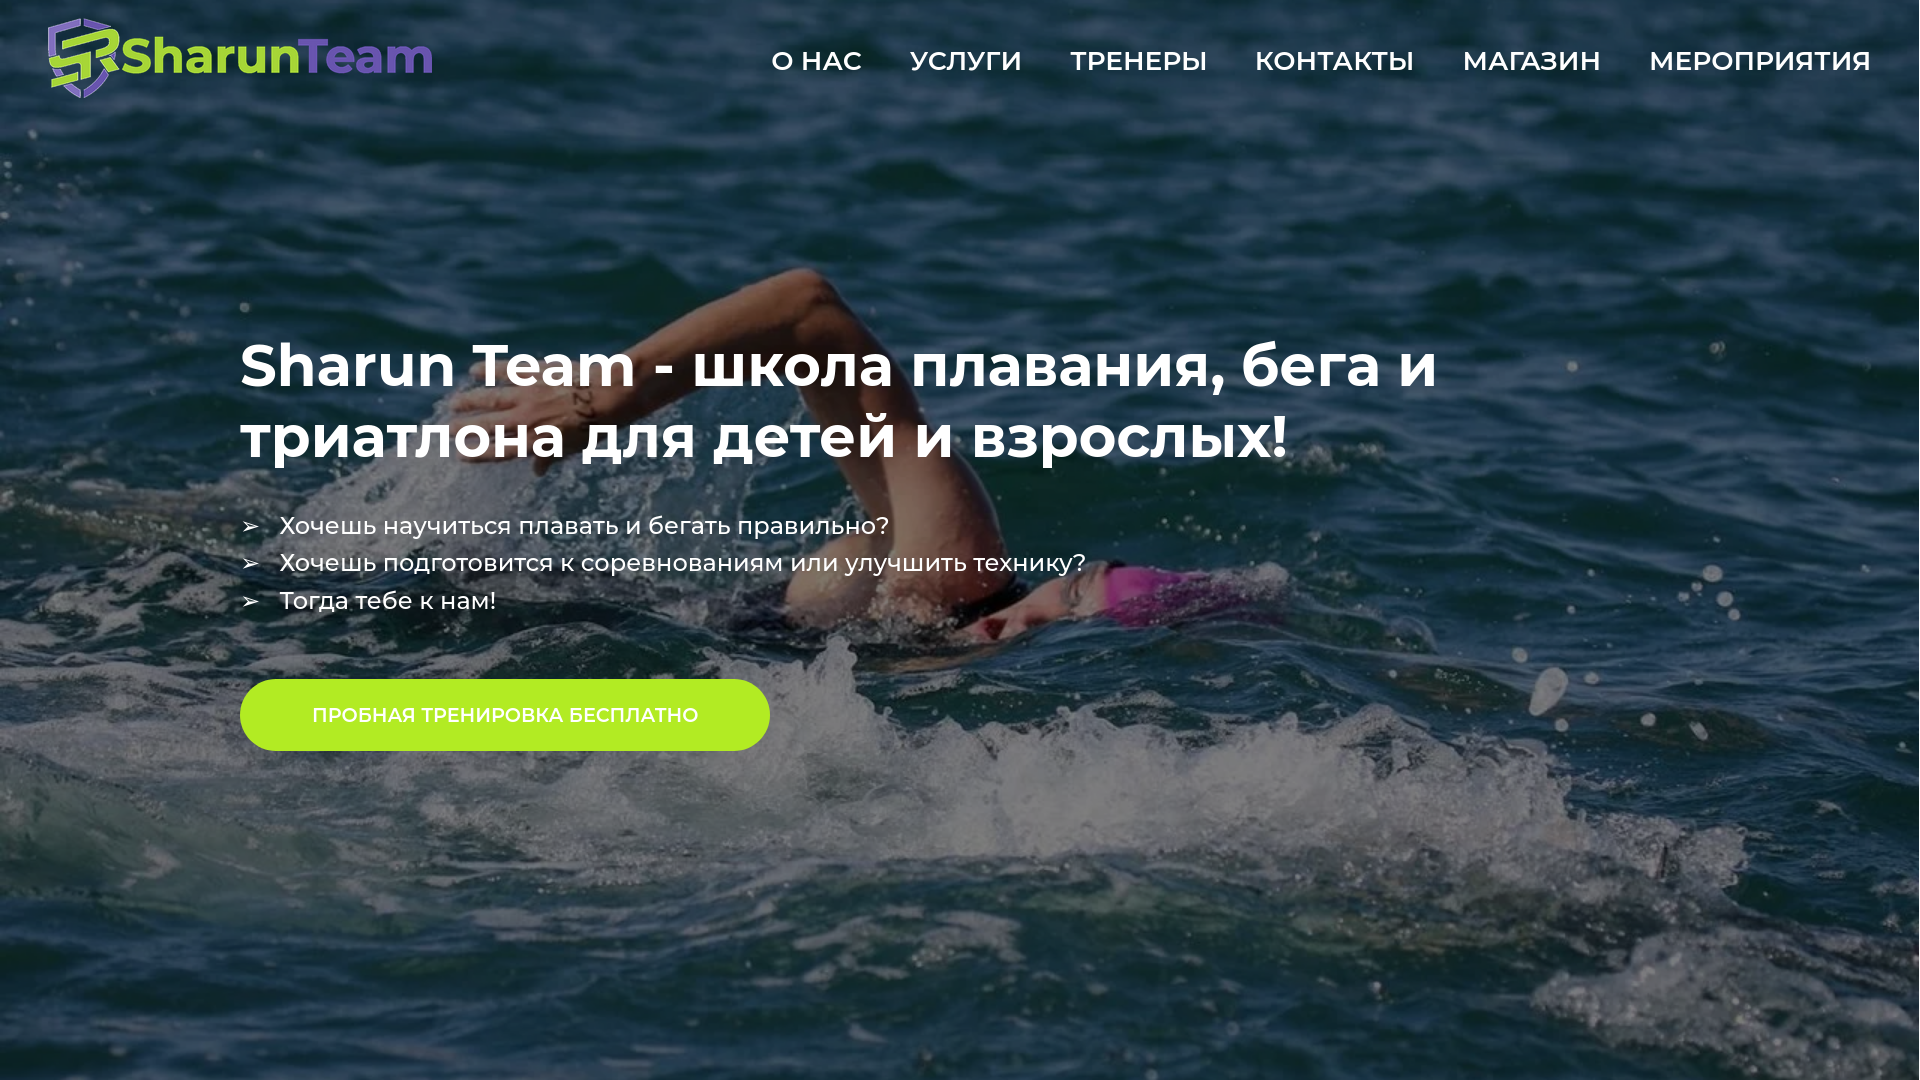 SharunTeam
О НАС
УСЛУГИ
ТРЕНЕРЫ
КОНТАКТЫ
МАГАЗИН
МЕРОПРИЯТИЯ
Sharun Team - школа плавания, бега и
триатлона для детей и взрослых!
➢ Хочешь научиться плавать и бегать правильно?
➢ Хочешь подготовится к соревнованиям или улучшить технику?
➢ Тогда тебе к нам!
ПРОБНАЯ ТРЕНИРОВКА БЕСПЛАТНО